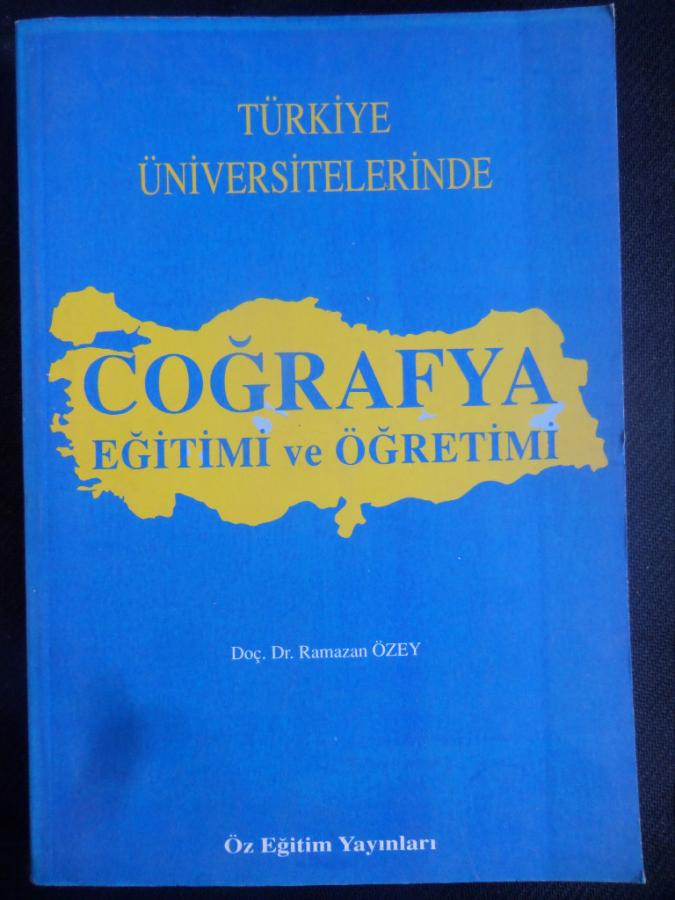 TÜRKİYE
ÜNİVERSİTELERİNDE
COĞRAFYA
EĞİTİMİ ve ÖĞRETİMİ
Doç. Dr. Ramazan ÖZEY
Öz Eğitim Yayınları